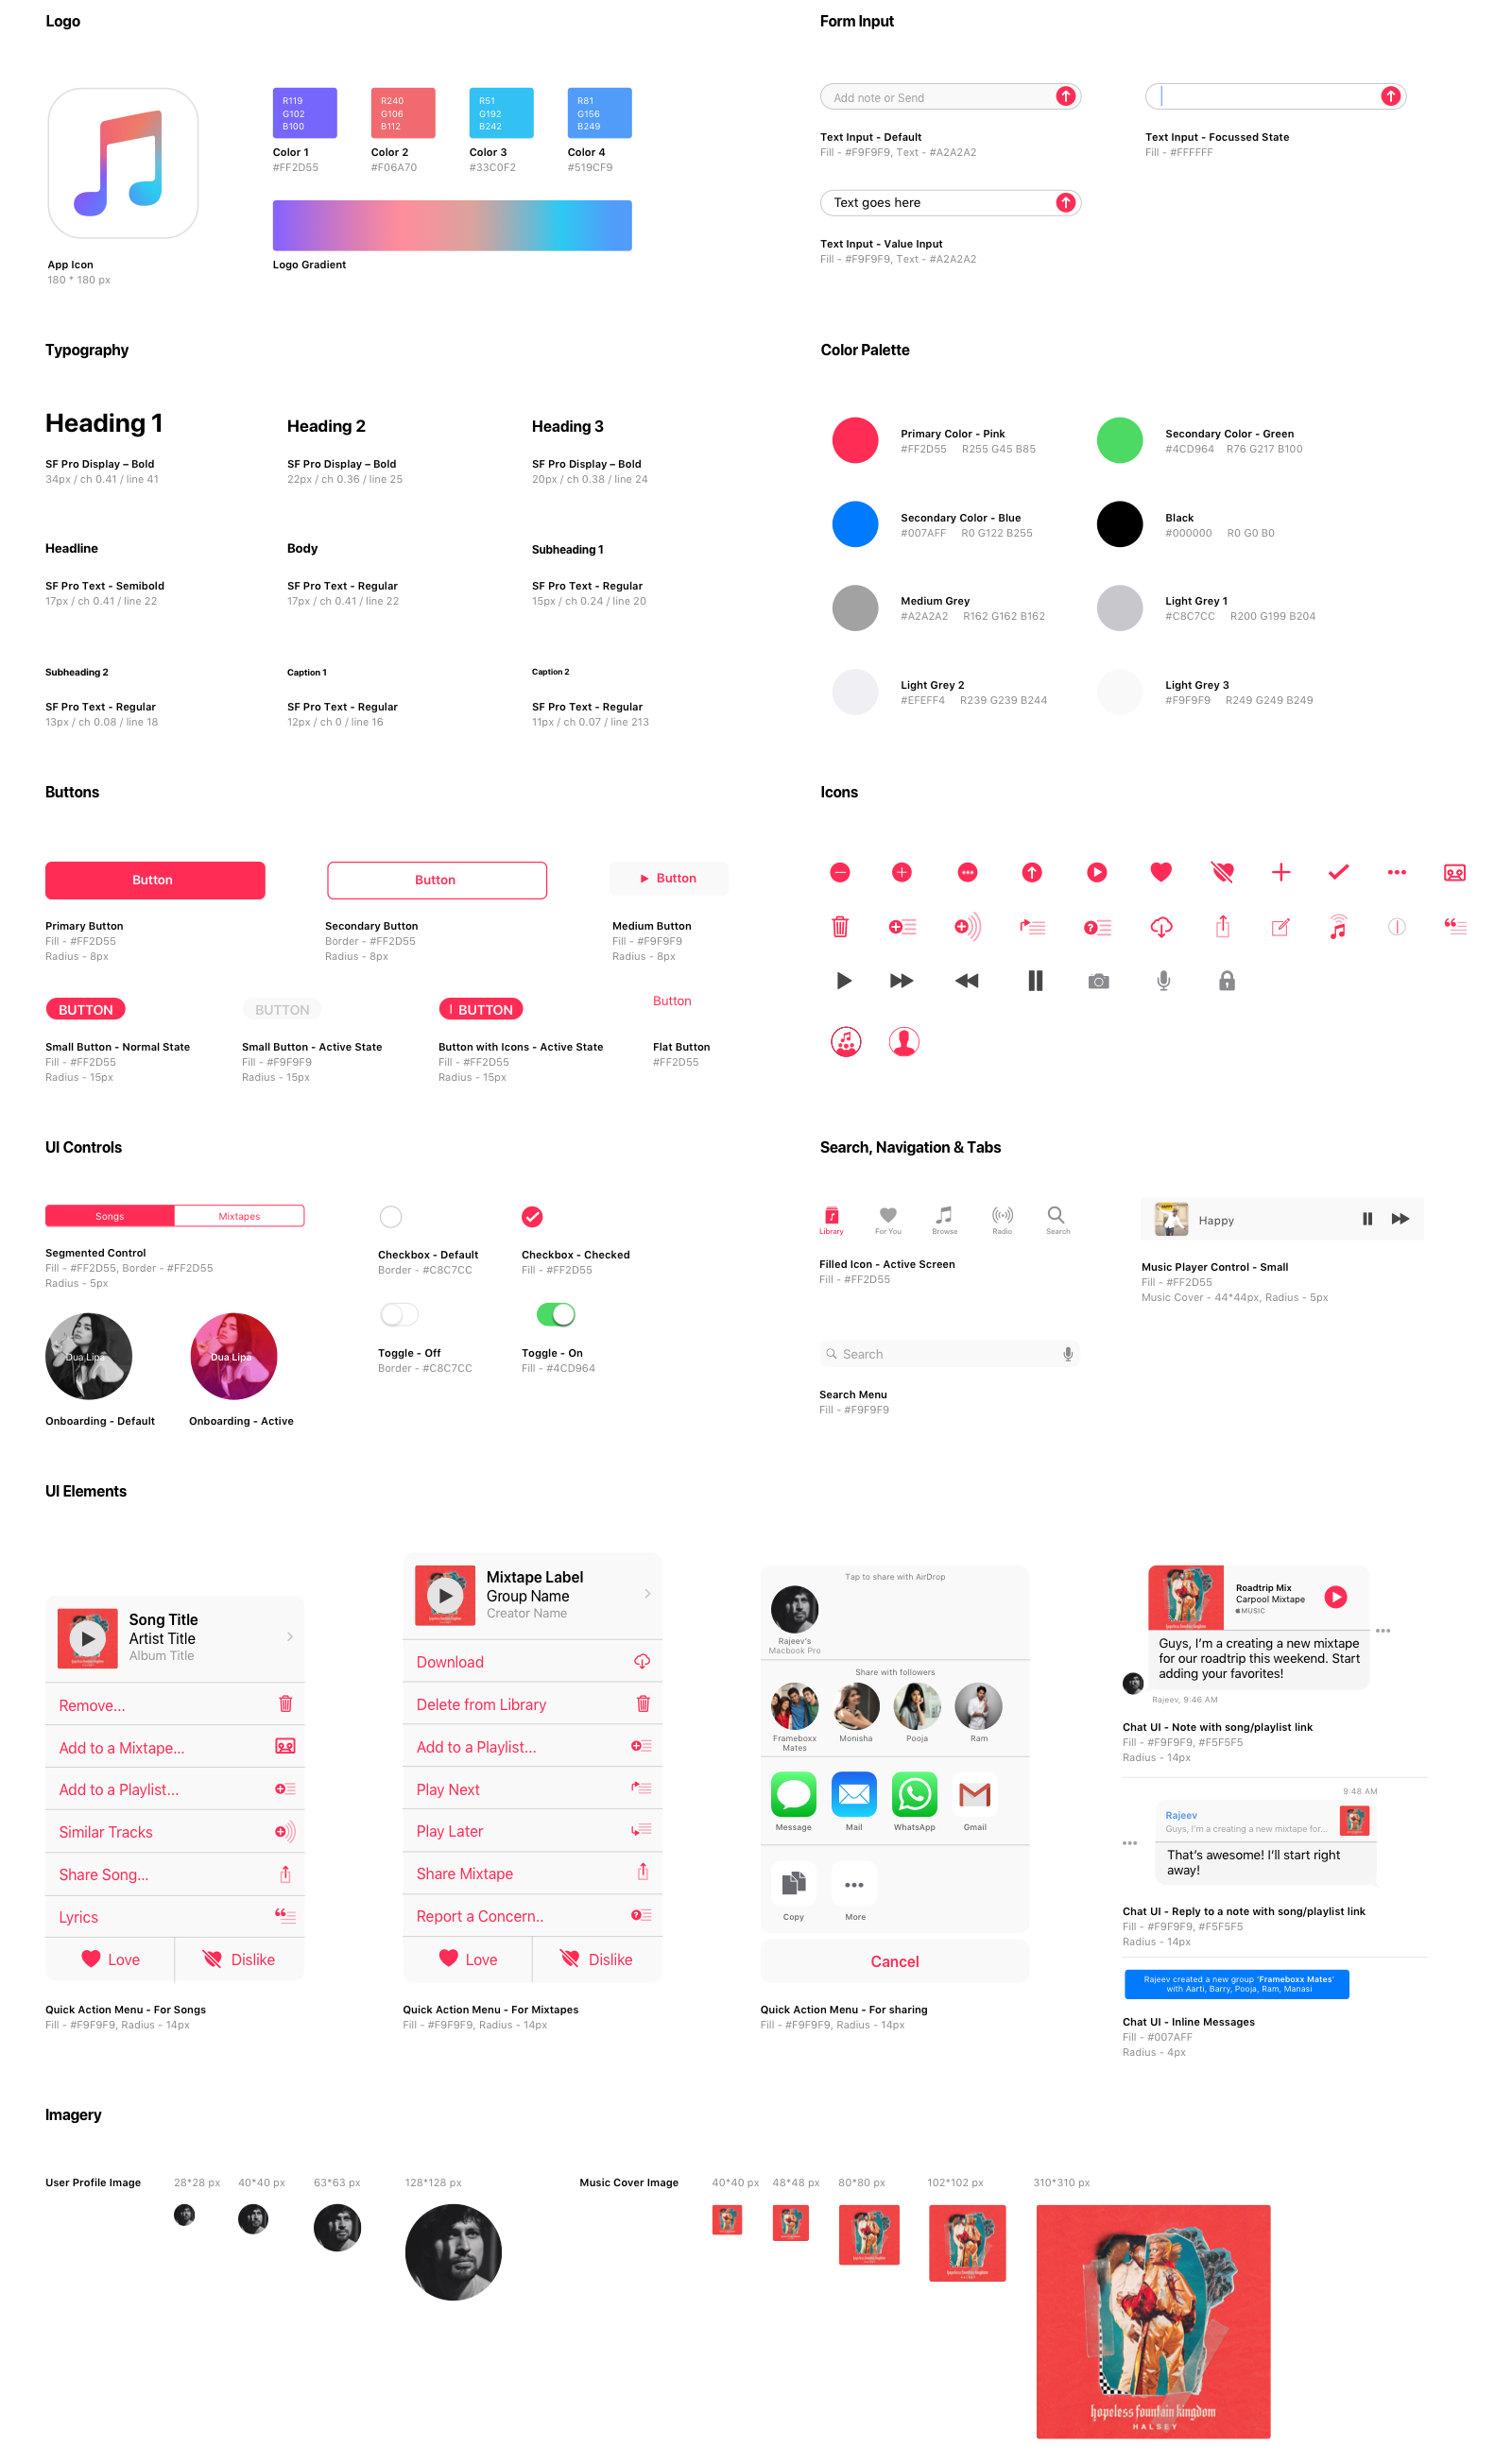 Logo
R119
G102
B100
Color 1
#FF2D55
R240
G106
B112
Color 2
#F06A70
R51
G192
B242
Color 3
#33C0F2
R81
G156
B249
Color 4
#519CF9
App Icon
180 * 180 px
Logo Gradient
Form Input
Add note or Send
Text Input - Default
Fill - #F9F9F9, Text - #A2A2A2
Text Input - Focussed State
Fill - #FFFFFF
Text goes here
Text Input - Value Input
Fill - #F9F9F9, Text - #A2A2A2
Typography
Heading 1
SF Pro Display – Bold
34px / ch 0.41 / line 41
Heading 2
SF Pro Display – Bold
22px / ch 0.36 / line 25
Heading 3
SF Pro Display – Bold
20px / ch 0.38 / line 24
Headline
SF Pro Text - Semibold
17px / ch 0.41 / line 22
Body
SF Pro Text - Regular
17px / ch 0.41 / line 22
Subheading 1
SF Pro Text - Regular
15px / ch 0.24 / line 20
Subheading 2
SF Pro Text - Regular
13px / ch 0.08 / line 18
Caption 1
SF Pro Text - Regular
12px / ch 0 / line 16
Caption 2
SF Pro Text - Regular
11px / ch 0.07 / line 213
Color Palette
Primary Color - Pink
#FF2D55 R255 G45 B85
Secondary Color - Green
#4CD964 R76 G217 B100
Secondary Color - Blue
#007AFF R0 G122 B255
Black
#000000 R0 G0 B0
Medium Grey
#A2A2A2 R162 G162 B162
Light Grey 1
#C8C7CC R200 G199 B204
Light Grey 2
#EFEFF4 R239 G239 B244
Light Grey 3
#F9F9F9 R249 G249 B249
Buttons
Button
Primary Button
Fill - #FF2D55
Radius - 8px
Button
Secondary Button
Border - #FF2D55
Radius - 8px
Button
Medium Button
Fill - #F9F9F9
Radius - 8px
BUTTON
Small Button - Normal State
Fill - #FF2D55
Radius - 15px
BUTTON
Small Button - Active State
Fill - #F9F9F9
Radius - 15px
BUTTON
Button with Icons - Active State
Fill - #FF2D55
Radius - 15px
Button
Flat Button
#FF2D55
Icons
UI Controls
Songs
Mixtapes
Segmented Control
Fill - #FF2D55, Border - #FF2D55
Radius - 5px
Checkbox - Default
Border - #C8C7CC
Checkbox - Checked
Fill - #FF2D55
Toggle - Off
Border - #C8C7CC
Toggle - On
Fill - #4CD964
Dua Lipa
Onboarding - Default
Dua Lipa
Onboarding - Active
Search, Navigation & Tabs
Library
For You
Browse
Radio
Search
Filled Icon - Active Screen
Fill - #FF2D55
HAPPY
Happy
Music Player Control - Small
Fill - #FF2D55
Music Cover - 44*44px, Radius - 5px
Search
Search Menu
Fill - #F9F9F9
UI Elements
Song Title
Artist Title
Album Title
Remove...
Add to a Mixtape...
Add to a Playlist...
Similar Tracks
Share Song...
Lyrics
Love
Dislike
Quick Action Menu - For Songs
Fill - #F9F9F9, Radius - 14px
Mixtape Label
Group Name
Creator Name
Download
Delete from Library
Add to a Playlist...
Play Next
Play Later
Share Mixtape
Report a Concern..
Love
Dislike
Quick Action Menu - For Mixtapes
Fill - #F9F9F9, Radius - 14px
Tap to share with AirDrop
Rajeev's
Macbook Pro
Share with followers
Frameboxx
Mates
Monisha
Pooja
Ram
Message
Mail
WhatsApp
Gmail
Copy
More
Cancel
Quick Action Menu - For sharing
Fill - #F9F9F9, Radius - 14px
Roadtrip Mix
Carpool Mixtape
MUSIC
Guys, I'm a creating a new mixtape
for our roadtrip this weekend. Start
adding your favorites!
Rajeev, 9:46 AM
Chat UI - Note with song/playlist link
Fill - #F9F9F9, #F5F5F5
Radius - 14px
9:48 AM
Rajeev
Guys, I'm a creating a new mixtape for...
That's awesome! I'll start right
away!
Chat UI - Reply to a note with song/playlist link
Fill - #F9F9F9, #F5F5F5
Radius - 14px
Rajeev created a new group 'Frameboxx Mates'
with Aarti, Barry, Pooja, Ram, Manasi
Chat UI - Inline Messages
Fill - #007AFF
Radius - 4px
Imagery
User Profile Image
28*28 px
40*40 px
63*63 px
128*128 px
Music Cover Image
40*40 px
48*48 px
80*80 px
102*102 px
310*310 px
hopeless fountain kingdom
HALSEY
hopeless fountain kingdom
HALSEY